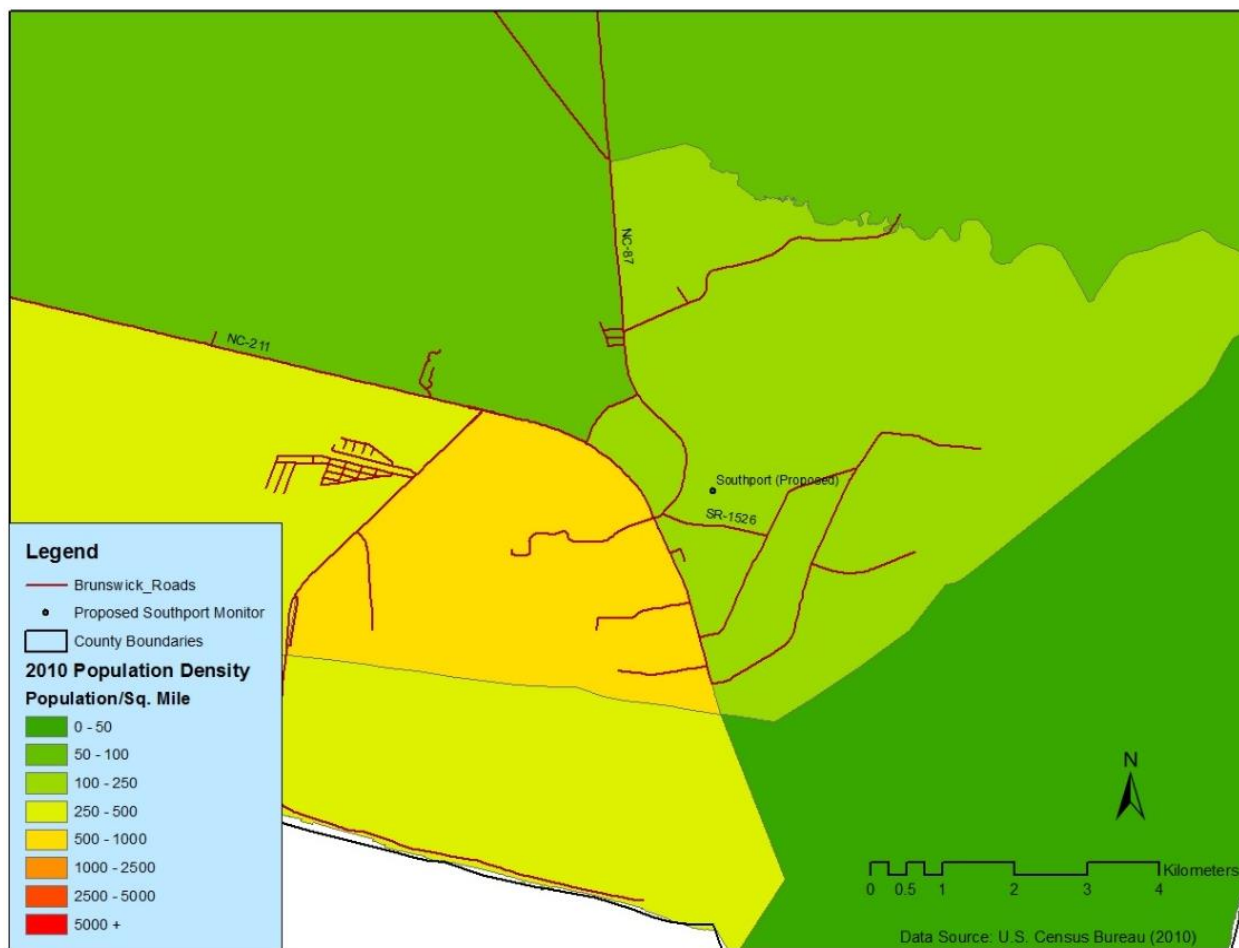 NC-87
NC-211
Southport (Proposed)
SR-1526
Legend
Brunswick_Roads
Proposed Southport Monitor
County Boundaries
2010 Population Density
Population/Sq. Mile
0 - 50
50 - 100
100 - 250
250 - 500
500 - 1000
1000 - 2500
2500 - 5000
5000 +
N
Kilometers
0 0.5 1 2 3 4
Data Source: U.S. Census Bureau (2010)